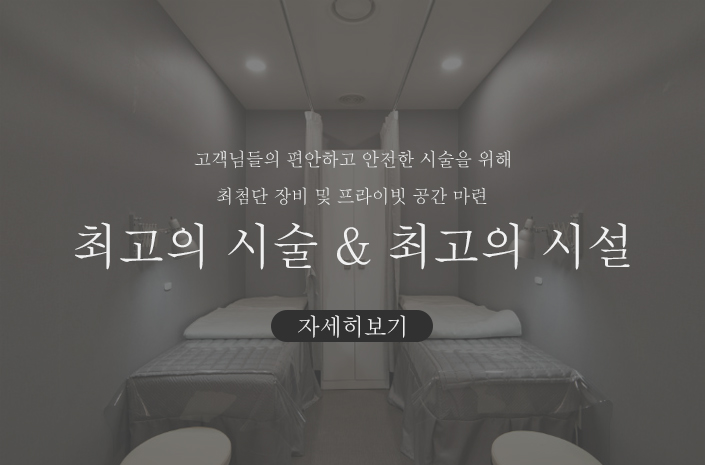 고객님들의 편안하고 안전한 시술을 위해
최첨단 장비 및 프라이빗 공간 마련
최고의 시술 & 최고의 시설
자세히보기